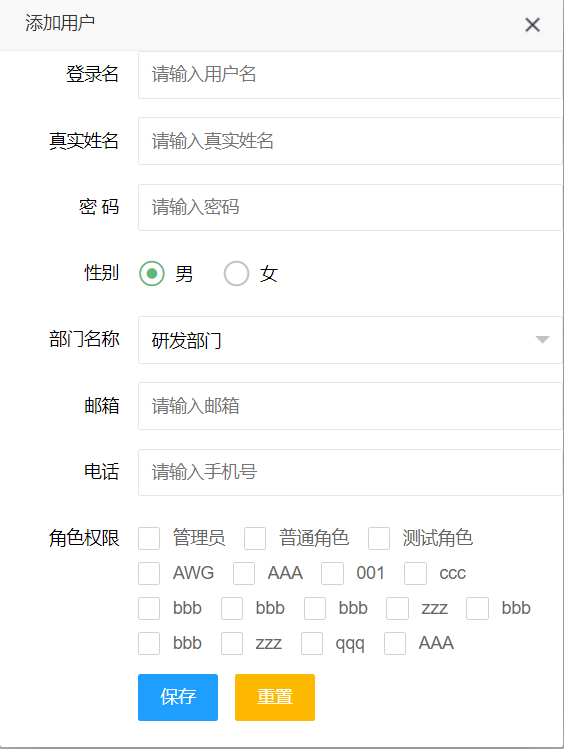 添加用户
登录名 请输入用户名
真实姓名 请输入真实姓名
密 码 请输入密码
性别 男 女
部门名称 研发部门
邮箱 请输入邮箱
电话 请输入手机号
角色权限 管理员 普通角色 测试角色
AWG AAA 001 ccc
bbb bbb bbb zzz bbb
bbb zzz qqq AAA
保存 重置